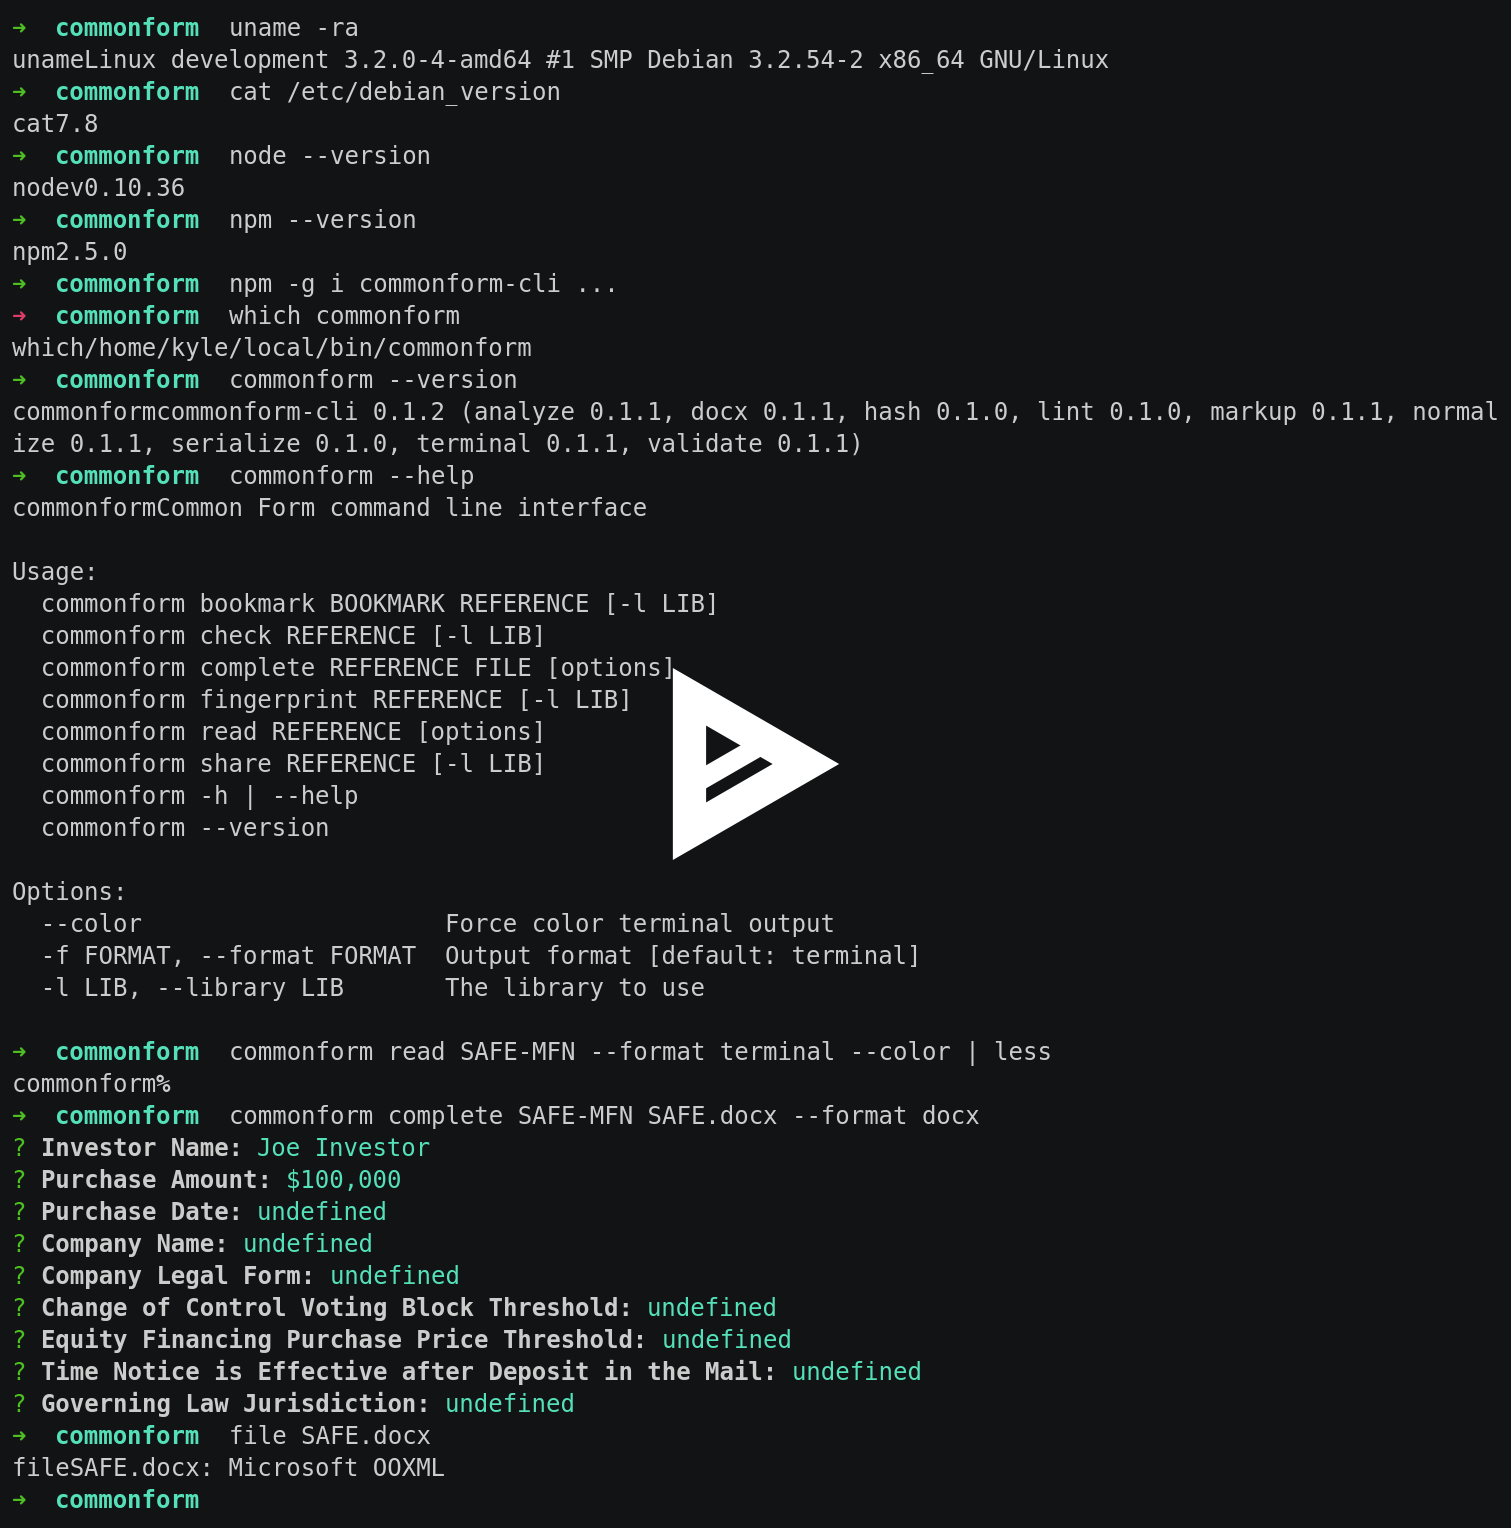 ➜  commonform  uname -ra
unameLinux development 3.2.0-4-amd64 #1 SMP Debian 3.2.54-2 x86_64 GNU/Linux
➜  commonform  cat /etc/debian_version
cat7.8
➜  commonform  node --version
nodev0.10.36
➜  commonform  npm --version
npm2.5.0
➜  commonform  npm -g i commonform-cli ...
➜  commonform  which commonform
which/home/kyle/local/bin/commonform
➜  commonform  commonform --version
commonformcommonform-cli 0.1.2 (analyze 0.1.1, docx 0.1.1, hash 0.1.0, lint 0.1.0, markup 0.1.1, normal
ize 0.1.1, serialize 0.1.0, terminal 0.1.1, validate 0.1.1)
➜  commonform  commonform --help
commonformCommon Form command line interface

Usage:
  commonform bookmark BOOKMARK REFERENCE [-l LIB]
  commonform check REFERENCE [-l LIB]
  commonform complete REFERENCE FILE [options]
  commonform fingerprint REFERENCE [-l LIB]
  commonform read REFERENCE [options]
  commonform share REFERENCE [-l LIB]
  commonform -h | --help
  commonform --version

Options:
  --color                     Force color terminal output
  -f FORMAT, --format FORMAT  Output format [default: terminal]
  -l LIB, --library LIB       The library to use

➜  commonform  commonform read SAFE-MFN --format terminal --color | less
commonform%
➜  commonform  commonform complete SAFE-MFN SAFE.docx --format docx
? Investor Name: Joe Investor
? Purchase Amount: $100,000
? Purchase Date: undefined
? Company Name: undefined
? Company Legal Form: undefined
? Change of Control Voting Block Threshold: undefined
? Equity Financing Purchase Price Threshold: undefined
? Time Notice is Effective after Deposit in the Mail: undefined
? Governing Law Jurisdiction: undefined
➜  commonform  file SAFE.docx
fileSAFE.docx: Microsoft OOXML
➜  commonform